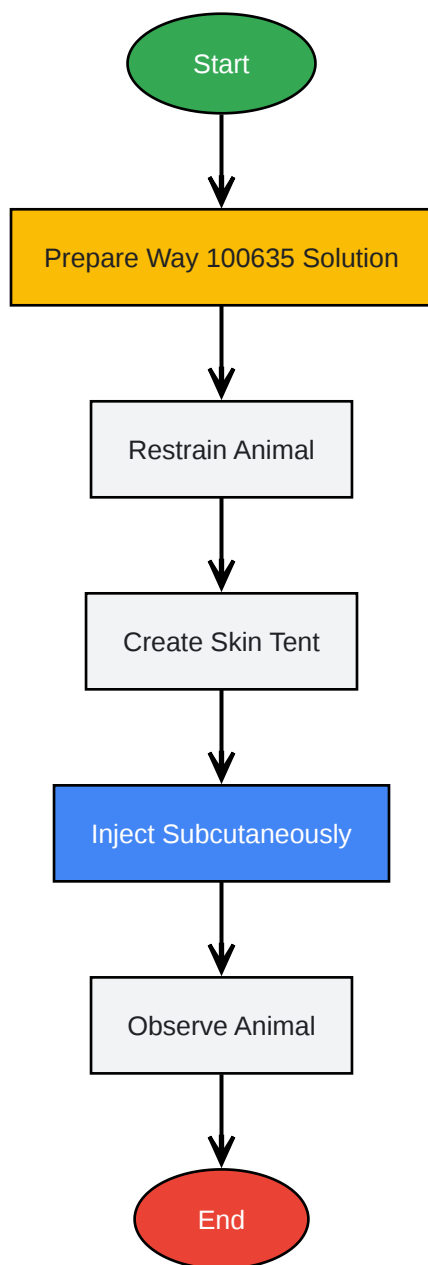 Start
Prepare Way 100635 Solution
Restrain Animal
Create Skin Tent
Inject Subcutaneously
Observe Animal
End